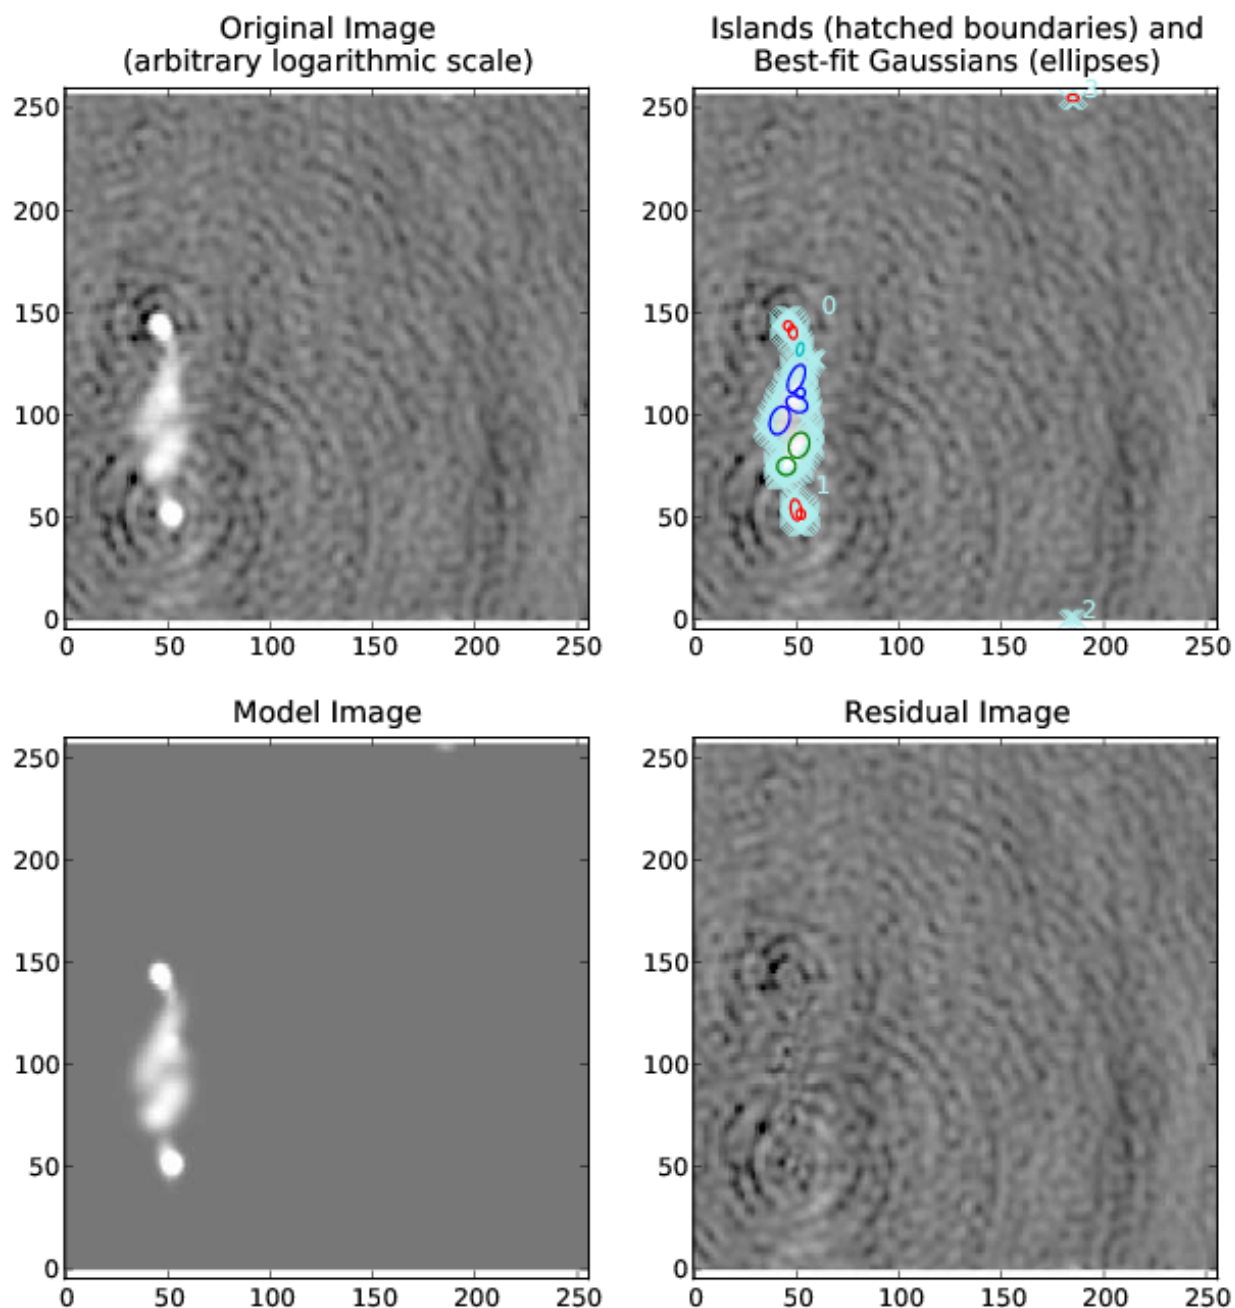 Original Image
(arbitrary logarithmic scale)
Islands (hatched boundaries) and
Best-fit Gaussians (ellipses)
250
200
150
100
50
0
0 50 100 150 200 250
250
200
150
100
50
0
0 50 100 150 200 250
3
0
1
2
Model Image
Residual Image
250
200
150
100
50
0
0 50 100 150 200 250
250
200
150
100
50
0
0 50 100 150 200 250